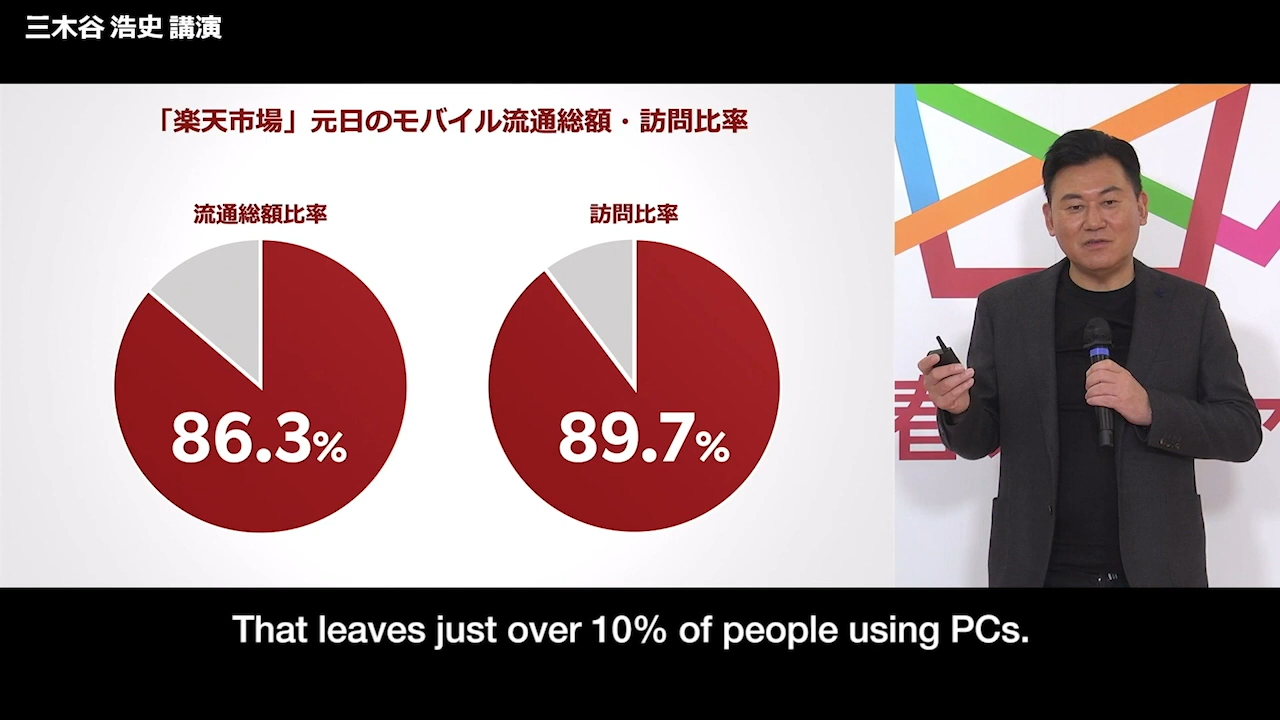 三木谷 浩史 講演
「楽天市場」元日のモバイル流通総額・訪問比率
流通総額比率
訪問比率
86.3%
89.7%
春
That leaves just over 10% of people using PCs.